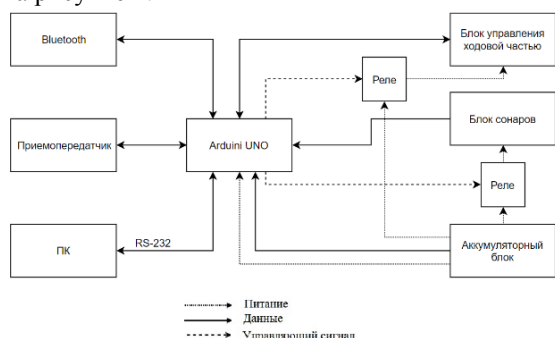 Bluetooth
Блок управления
ходовой частью
Реле
Приемопередатчик
Arduini UNO
Блок сонаров
Реле
ПК
RS-232
Аккумуляторный
блок
Питание
Данные
Управляющий сигнал